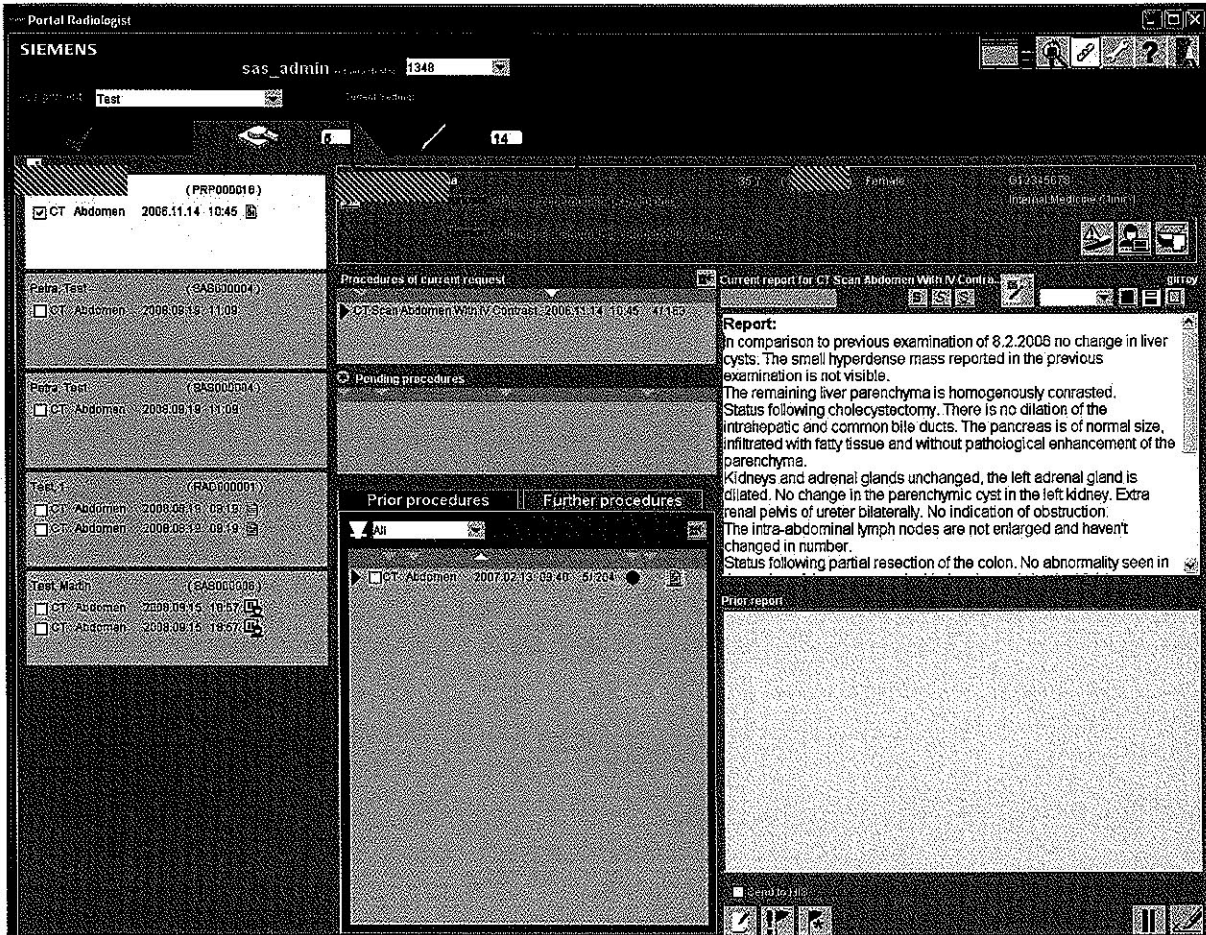 Portal Radiologist
SIEMENS
sas_admin 1348
Test
5 14
(PRP000016)
CT Abdomen 2006.11.14 10:45
Petra, Test (SAS000004)
CT Abdomen 2008.09.19 11:09
Petra, Test (SAS000004)
CT Abdomen 2008.09.19 11:09
Test, 1 (RAD000001)
CT Abdomen 2008.09.19 09:19
CT Abdomen 2008.09.19 09:19
Test, Martin (SAS000006)
CT Abdomen 2008.09.15 18:57
CT Abdomen 2008.09.15 18:57
Female
Internal Medicine Clinic 1
Procedures of current request
CT Scan Abdomen With IV Contrast 2006.11.14 10:45 4/163
Pending procedures
Prior procedures Further procedures
All
CT Abdomen 2007.02.13 09:40 5/204
Current report for CT Scan Abdomen With IV Contra... girrey
B S S
Report:
In comparison to previous examination of 8.2.2006 no change in liver
cysts. The small hyperdense mass reported in the previous
examination is not visible.
The remaining liver parenchyma is homogenously conrasted.
Status following cholecystectomy. There is no dilation of the
intrahepatic and common bile ducts. The pancreas is of normal size,
infiltrated with fatty tissue and without pathological enhancement of the
parenchyma.
Kidneys and adrenal glands unchanged, the left adrenal gland is
dilated. No change in the parenchymic cyst in the left kidney. Extra
renal pelvis of ureter bilaterally. No indication of obstruction.
The intra-abdominal lymph nodes are not enlarged and haven't
changed in number.
Status following partial resection of the colon. No abnormality seen in
Prior report
Send to HIS